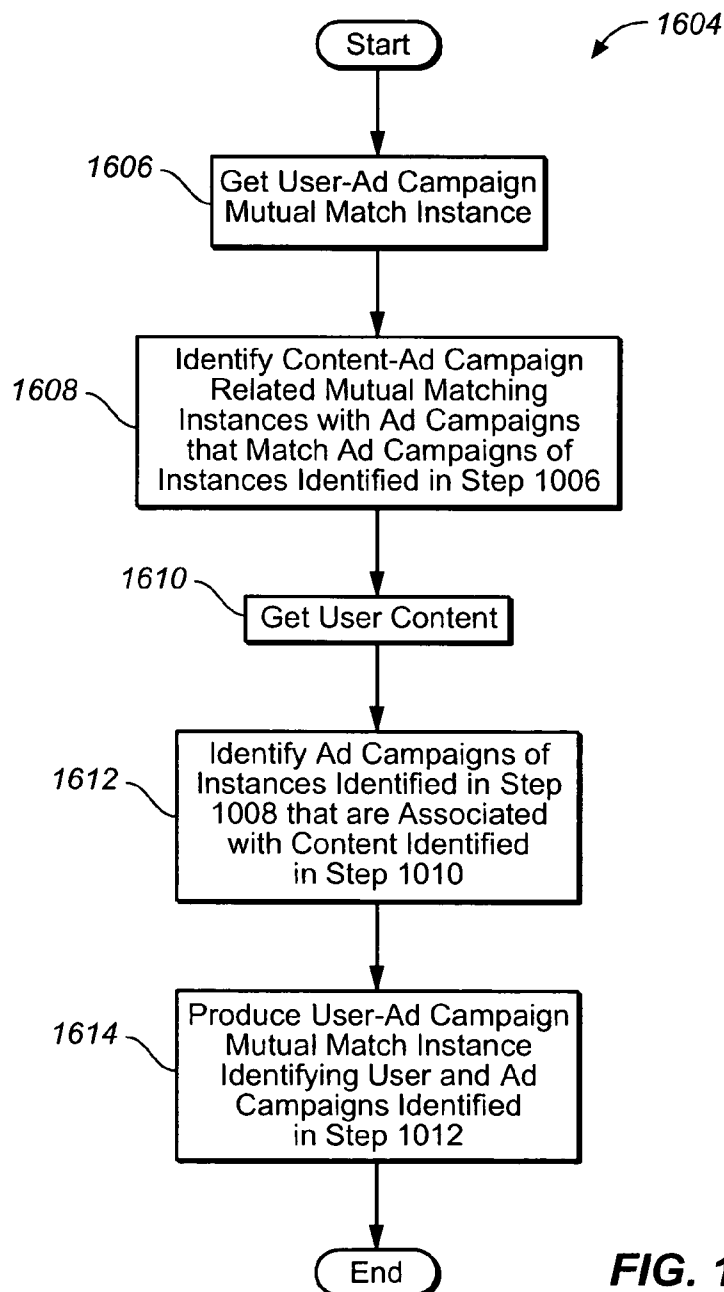 Start
1604
1606
Get User-Ad Campaign
Mutual Match Instance
1608
Identify Content-Ad Campaign
Related Mutual Matching
Instances with Ad Campaigns
that Match Ad Campaigns of
Instances Identified in Step 1006
1610
Get User Content
1612
Identify Ad Campaigns of
Instances Identified in Step
1008 that are Associated
with Content Identified
in Step 1010
1614
Produce User-Ad Campaign
Mutual Match Instance
Identifying User and Ad
Campaigns Identified
in Step 1012
End
FIG.